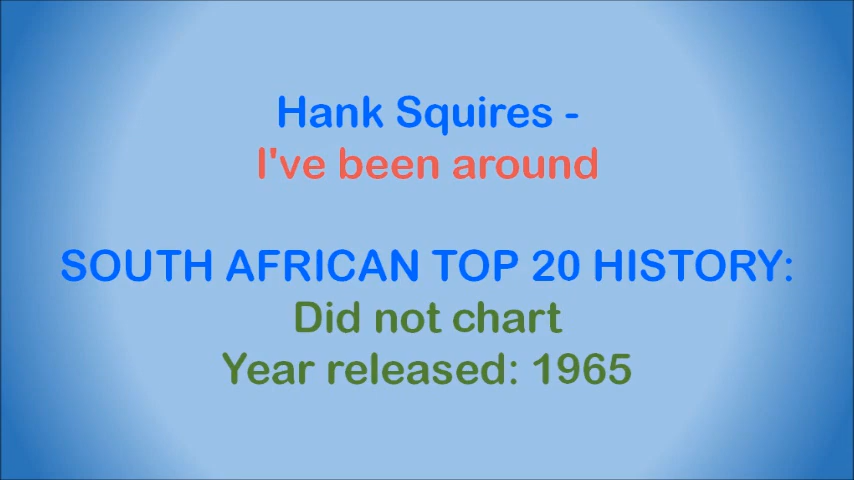 Hank Squires -
I've been around
SOUTH AFRICAN TOP 20 HISTORY:
Did not chart
Year released: 1965